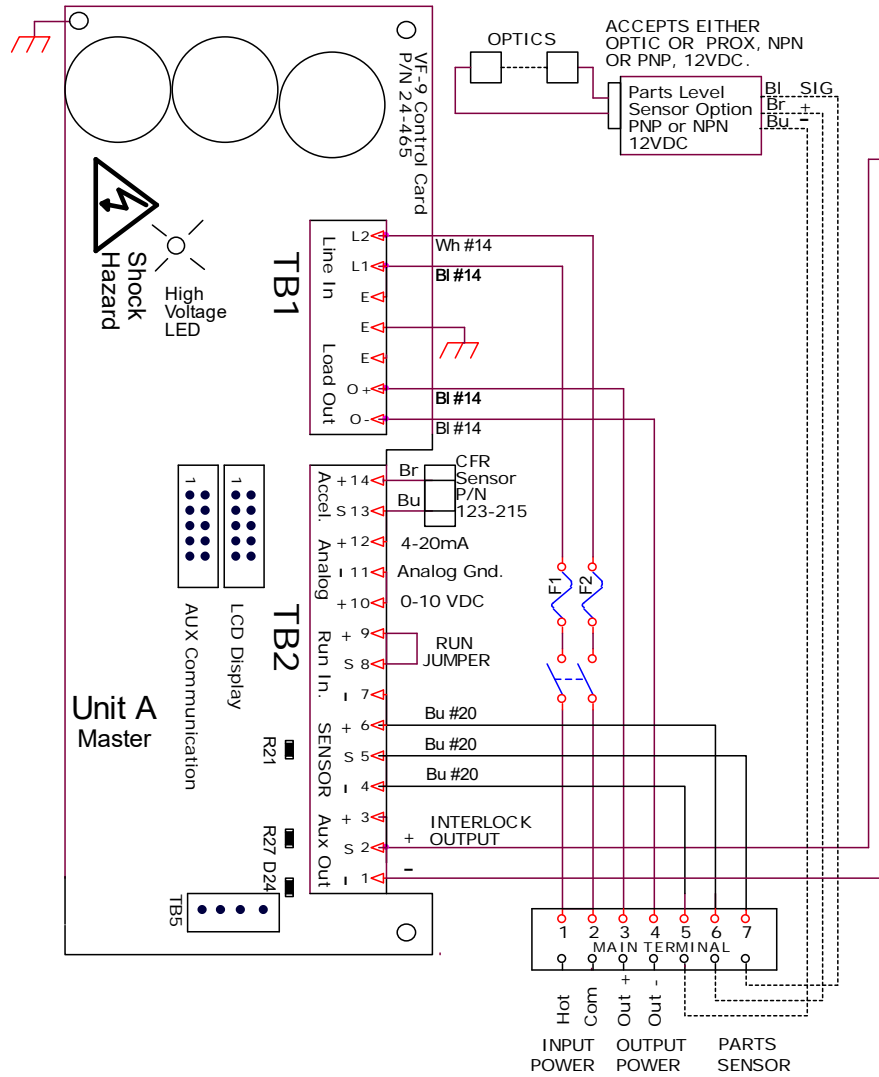 OPTICS
ACCEPTS EITHER
OPTIC OR PROX, NPN
OR PNP, 12VDC.
Parts Level
Sensor Option
PNP or NPN
12VDC
Bl SIG
Br +
Bu -
VF-9 Control Card
P/N 24-465
Shock
Hazard
High
Voltage
LED
TB1
Line In
Load Out
L2
L1
E
E
E
O +
O -
Wh #14
Bl #14
Bl #14
Bl #14
CFR
Sensor
P/N
123-215
Br
Bu
TB2
Accel.
Analog
Run In.
SENSOR
Aux Out
+ 14
S 13
+ 12
- 11
+ 10
+ 9
S 8
- 7
+ 6
S 5
- 4
+ 3
S 2
- 1
4-20mA
Analog Gnd.
0-10 VDC
RUN
JUMPER
Bu #20
Bu #20
Bu #20
+ INTERLOCK
OUTPUT
-
1
1
AUX Communication
LCD Display
Unit A
Master
R21
R27
D24
TB5
F1
F2
1 2 3 4 5 6 7
MAIN TERMINAL
Hot
Com
Out +
Out -
INPUT
POWER
OUTPUT
POWER
PARTS
SENSOR